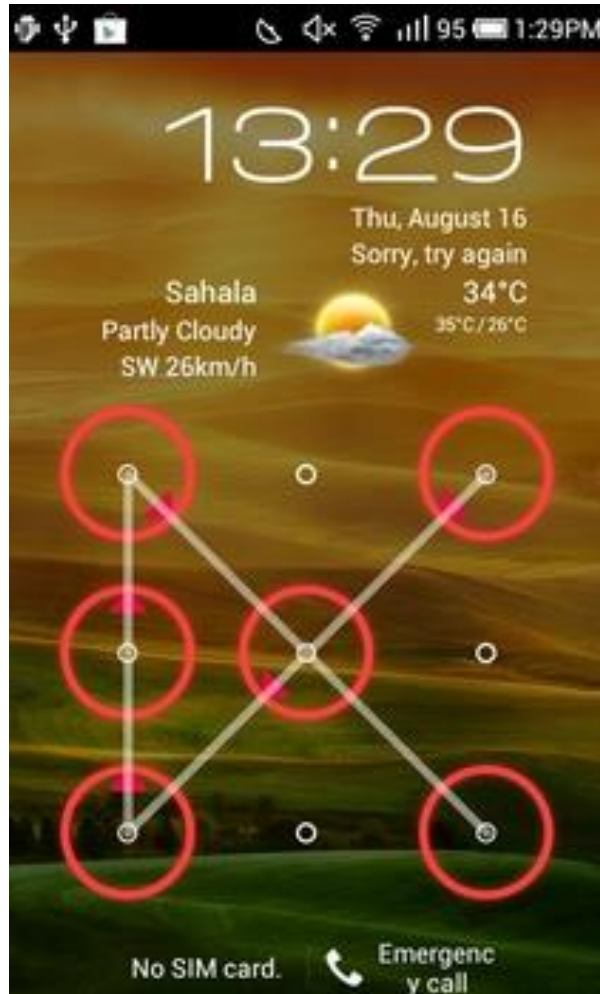 95 1:29PM
13:29
Thu, August 16
Sorry, try again
Sahala
34°C
Partly Cloudy
35°C / 26°C
SW 26km/h
No SIM card.
Emergenc
y call